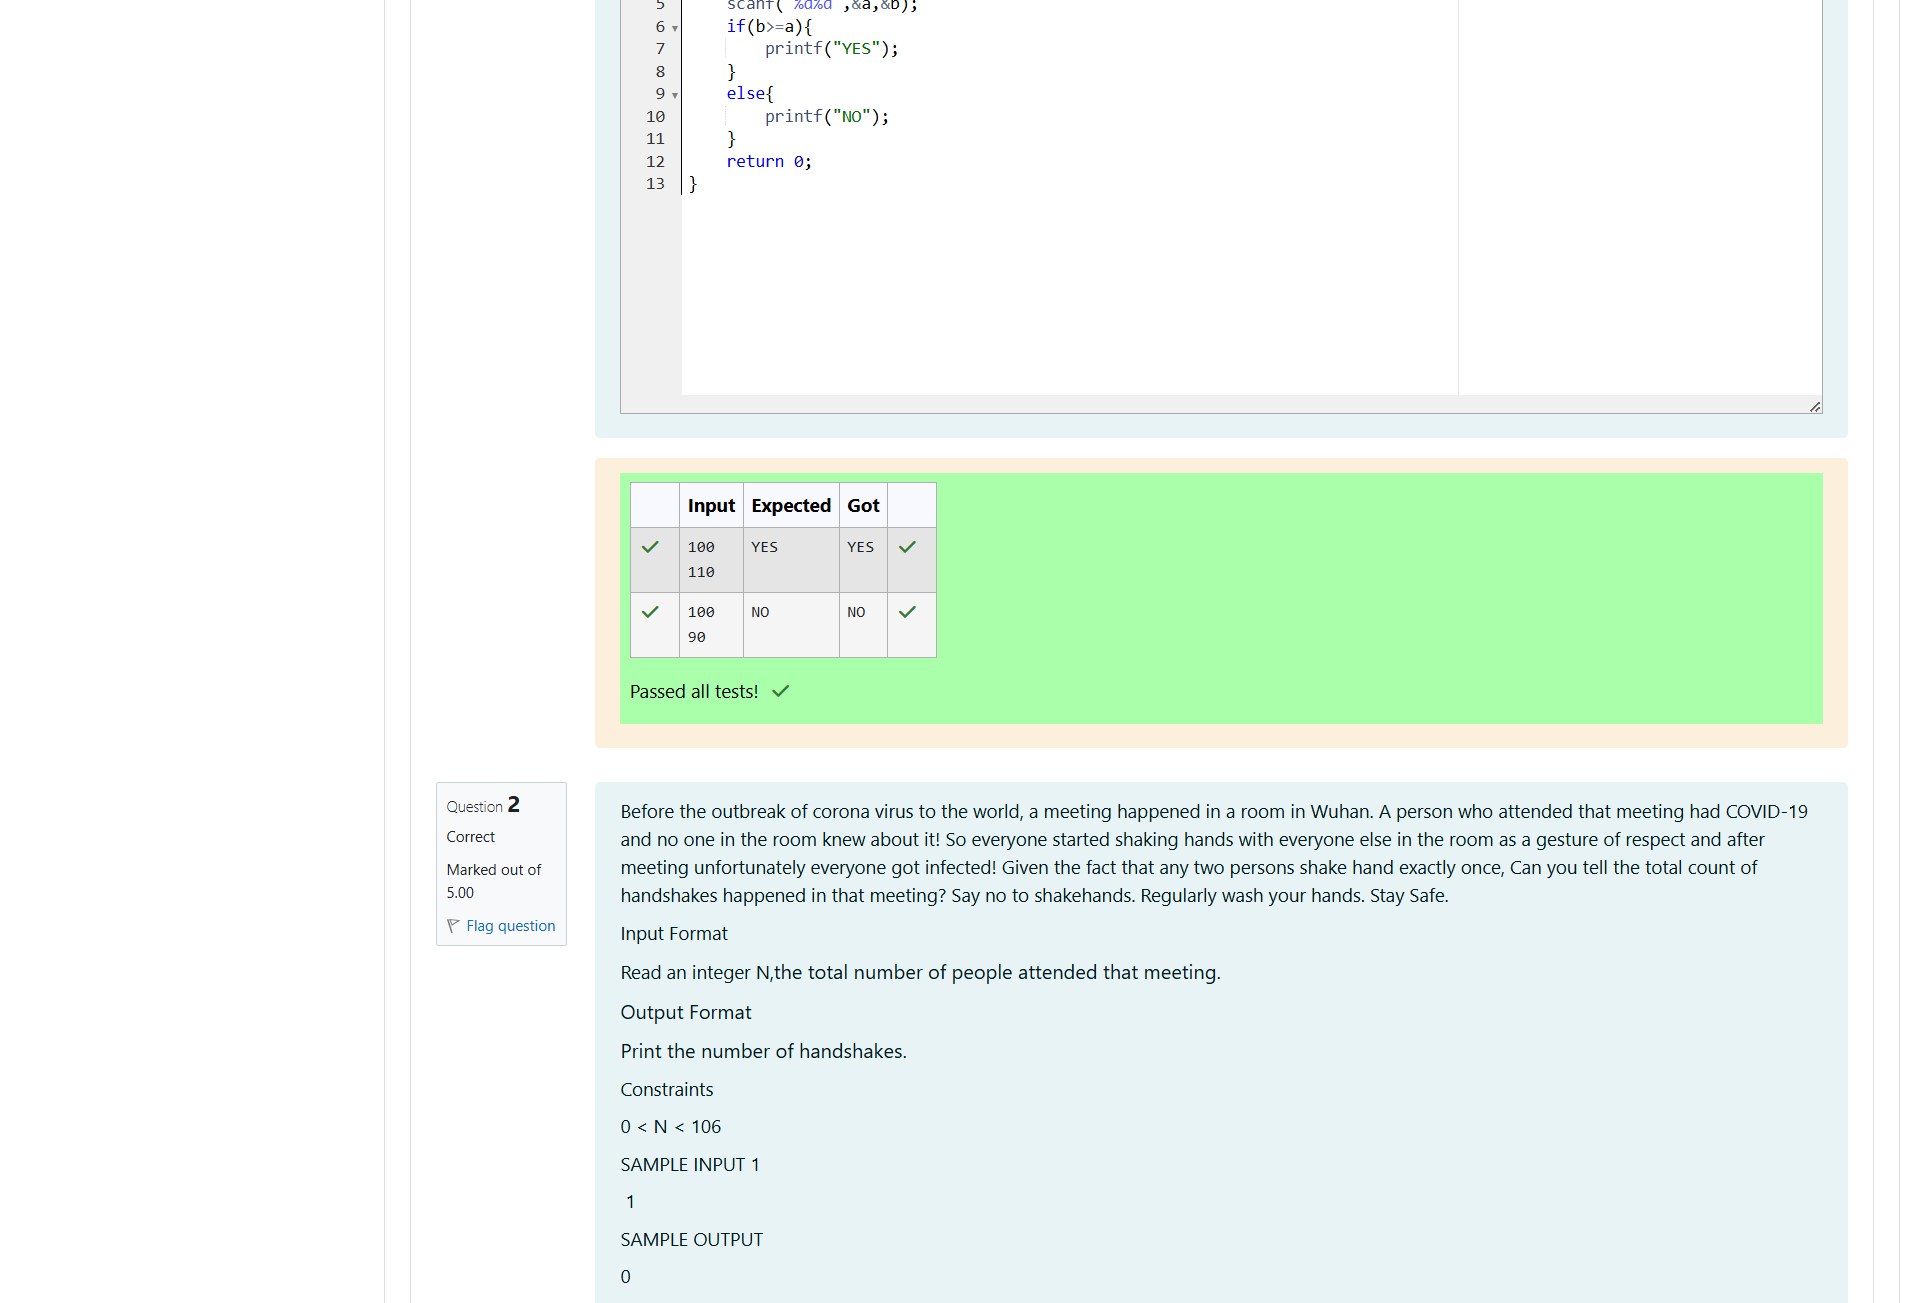 5 scanf("%d%d",&a,&b);
6 if(b>=a){
7 printf("YES");
8 }
9 else{
10 printf("NO");
11 }
12 return 0;
13 }
Input Expected Got
100 YES YES
110
100 NO NO
90
Passed all tests!
Question 2
Correct
Marked out of
5.00
Flag question
Before the outbreak of corona virus to the world, a meeting happened in a room in Wuhan. A person who attended that meeting had COVID-19
and no one in the room knew about it! So everyone started shaking hands with everyone else in the room as a gesture of respect and after
meeting unfortunately everyone got infected! Given the fact that any two persons shake hand exactly once, Can you tell the total count of
handshakes happened in that meeting? Say no to shakehands. Regularly wash your hands. Stay Safe.
Input Format
Read an integer N,the total number of people attended that meeting.
Output Format
Print the number of handshakes.
Constraints
0 < N < 106
SAMPLE INPUT 1
1
SAMPLE OUTPUT
0